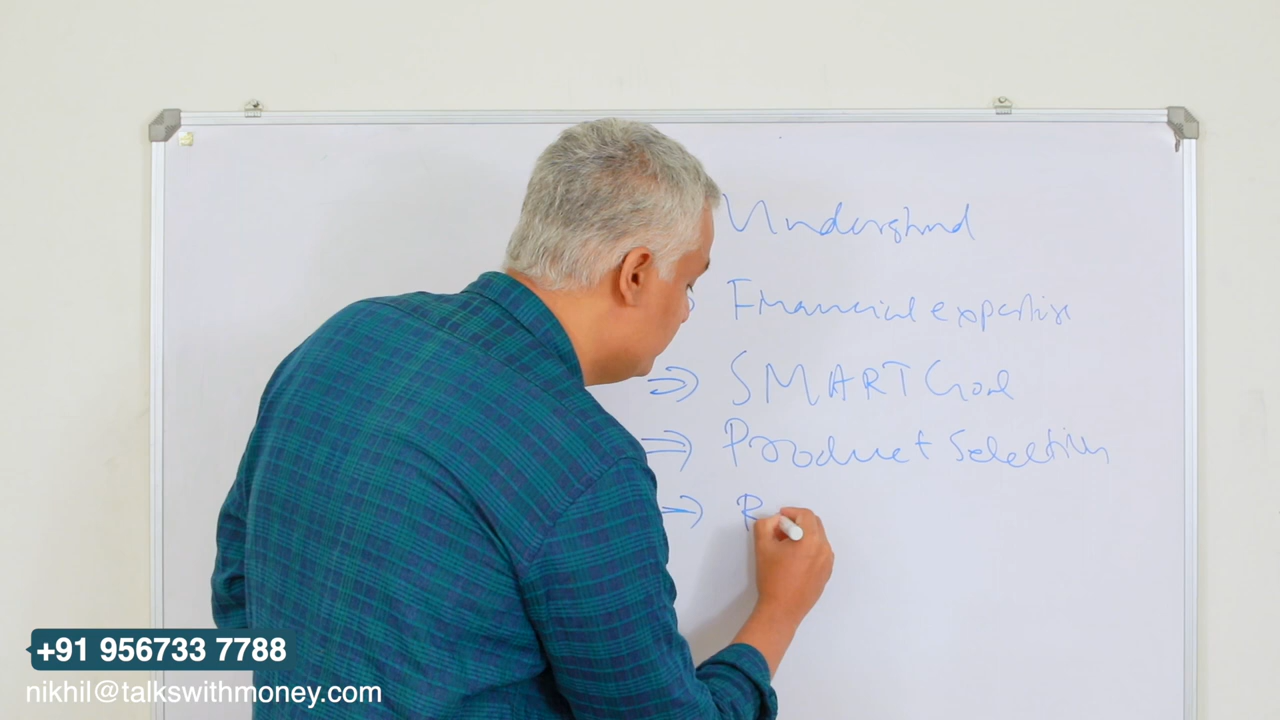 Understand
Financial expertise
⇒ SMART Goal
⇒ Product Selection
⇒ R
+91 956733 7788
nikhil@talkswithmoney.com